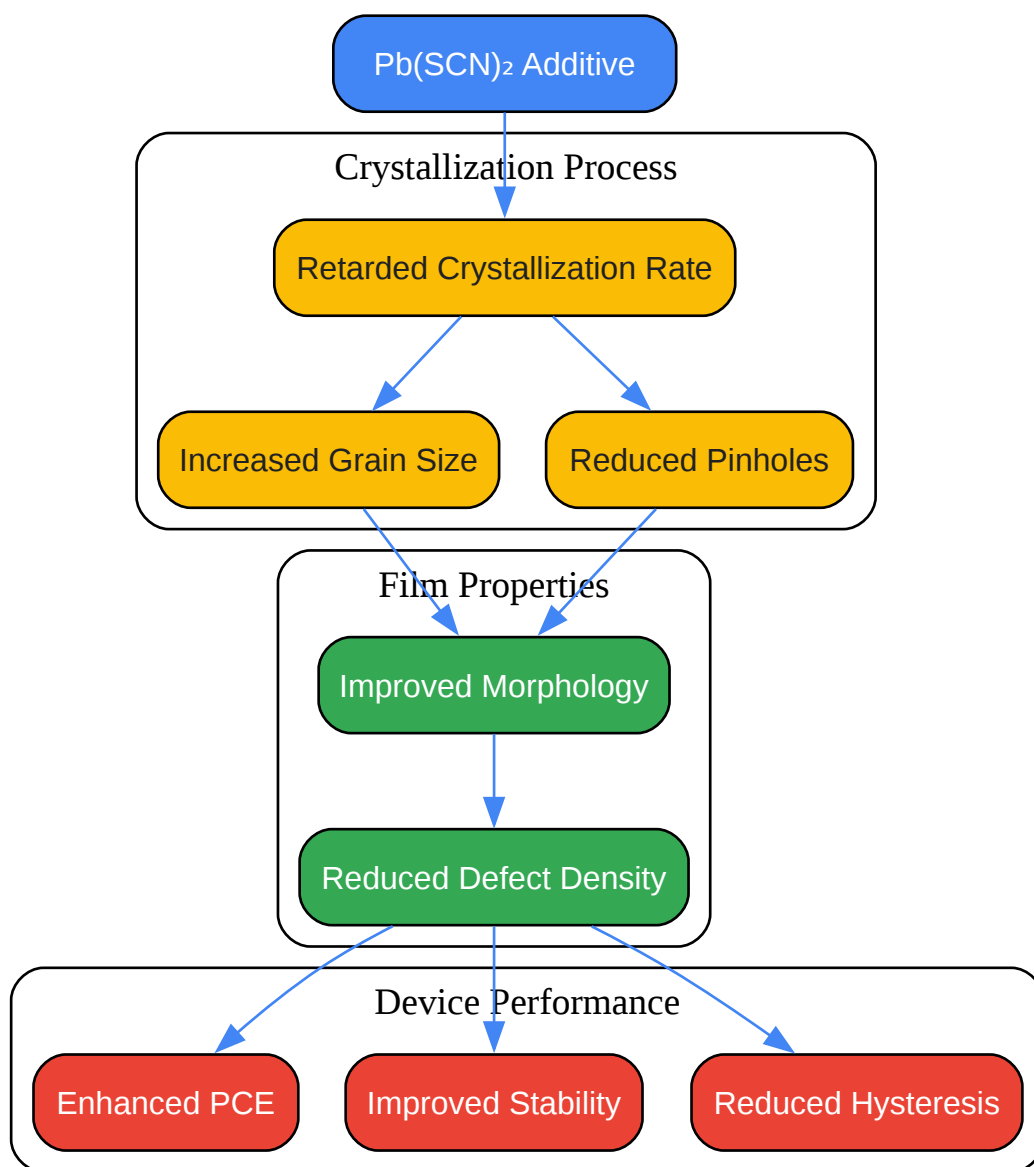 Pb(SCN)₂ Additive
Crystallization Process
Retarded Crystallization Rate
Increased Grain Size
Reduced Pinholes
Film Properties
Improved Morphology
Reduced Defect Density
Device Performance
Enhanced PCE
Improved Stability
Reduced Hysteresis